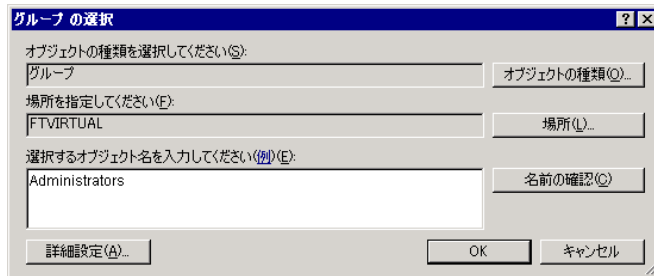 グループ の選択
オブジェクトの種類を選択してください(S):
グループ
オブジェクトの種類(O)...
場所を指定してください(F):
FTVIRTUAL
場所(L)...
選択するオブジェクト名を入力してください(例)(E):
Administrators
名前の確認(C)
詳細設定(A)...
OK
キャンセル